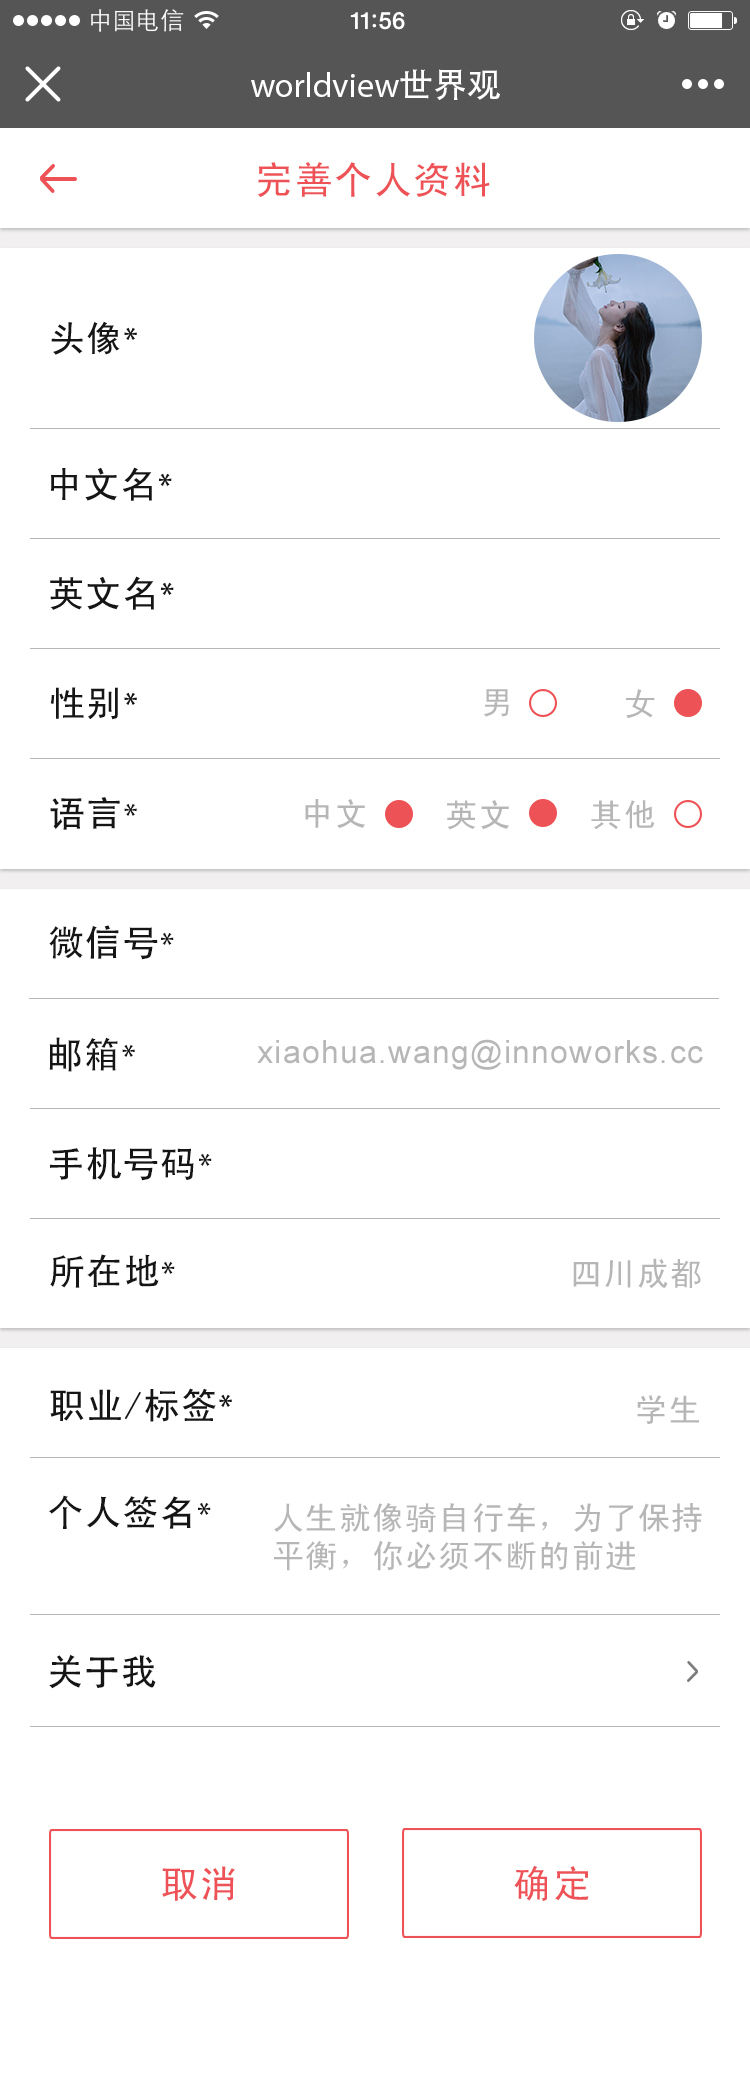 中国电信 11:56
worldview世界观
完善个人资料
头像*
中文名*
英文名*
性别* 男 女
语言* 中文 英文 其他
微信号*
邮箱* xiaohua.wang@innoworks.cc
手机号码*
所在地* 四川成都
职业/标签* 学生
个人签名* 人生就像骑自行车，为了保持
平衡，你必须不断的前进
关于我
取消 确定